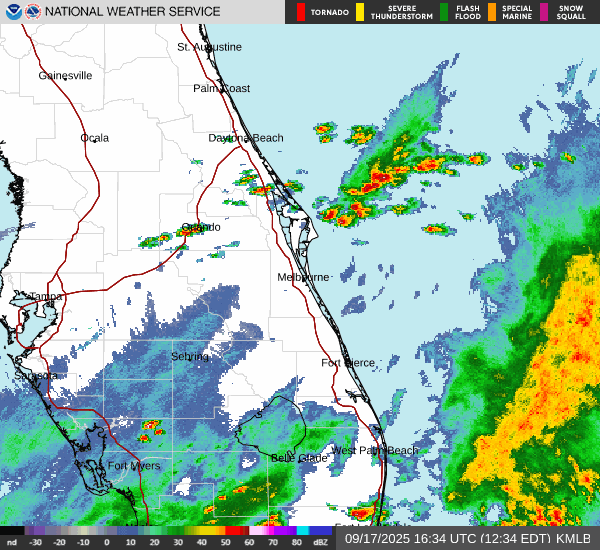 NATIONAL WEATHER SERVICE
TORNADO
SEVERE THUNDERSTORM
FLASH FLOOD
SPECIAL MARINE
SNOW SQUALL
St. Augustine
Gainesville
Palm Coast
Ocala
Daytona Beach
Orlando
Melbourne
Tampa
Sebring
Fort Pierce
Sarasota
West Palm Beach
Belle Glade
Fort Myers
nd -30 -20 -10 0 10 20 30 40 50 60 70 80 dBZ
09/17/2025 16:34 UTC (12:34 EDT) KMLB